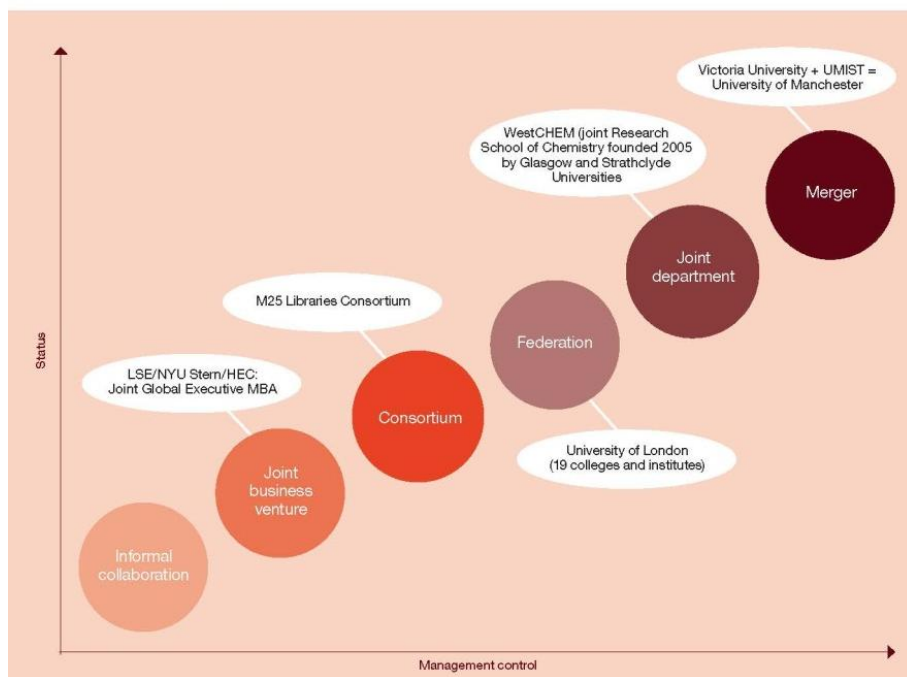 Victoria University + UMIST =
University of Manchester
WestCHEM (joint Research
School of Chemistry founded 2005
by Glasgow and Strathclyde
Universities
Merger
Joint
department
M25 Libraries Consortium
Federation
Status
LSE/NYU Stern/HEC:
Joint Global Executive MBA
Consortium
University of London
(19 colleges and institutes)
Joint
business
venture
Informal
collaboration
Management control